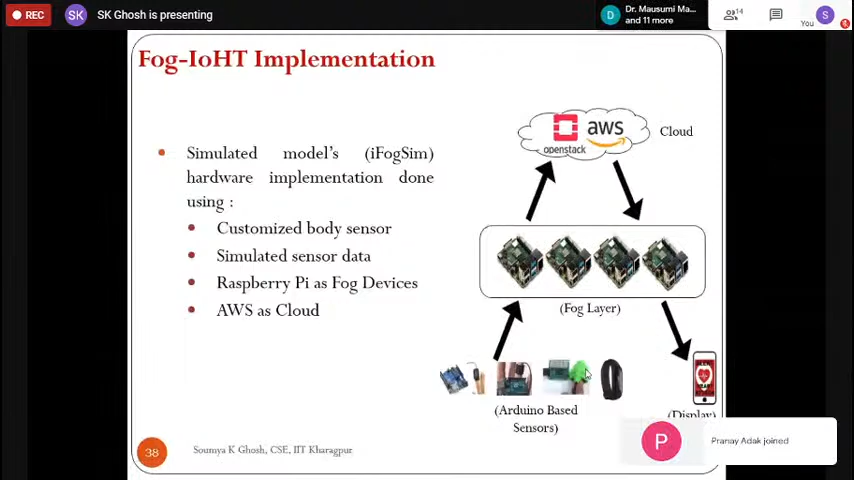 REC
SK
SK Ghosh is presenting
D
Dr. Mausumi Ma...
and 11 more
14
You
S
Fog-IoHT Implementation
Simulated model's (iFogSim)
hardware implementation done
using :
Customized body sensor
Simulated sensor data
Raspberry Pi as Fog Devices
AWS as Cloud
openstack
aws
Cloud
(Fog Layer)
(Arduino Based
Sensors)
(Display)
38
Soumya K Ghosh, CSE, IIT Kharagpur
P
Pranay Adak joined